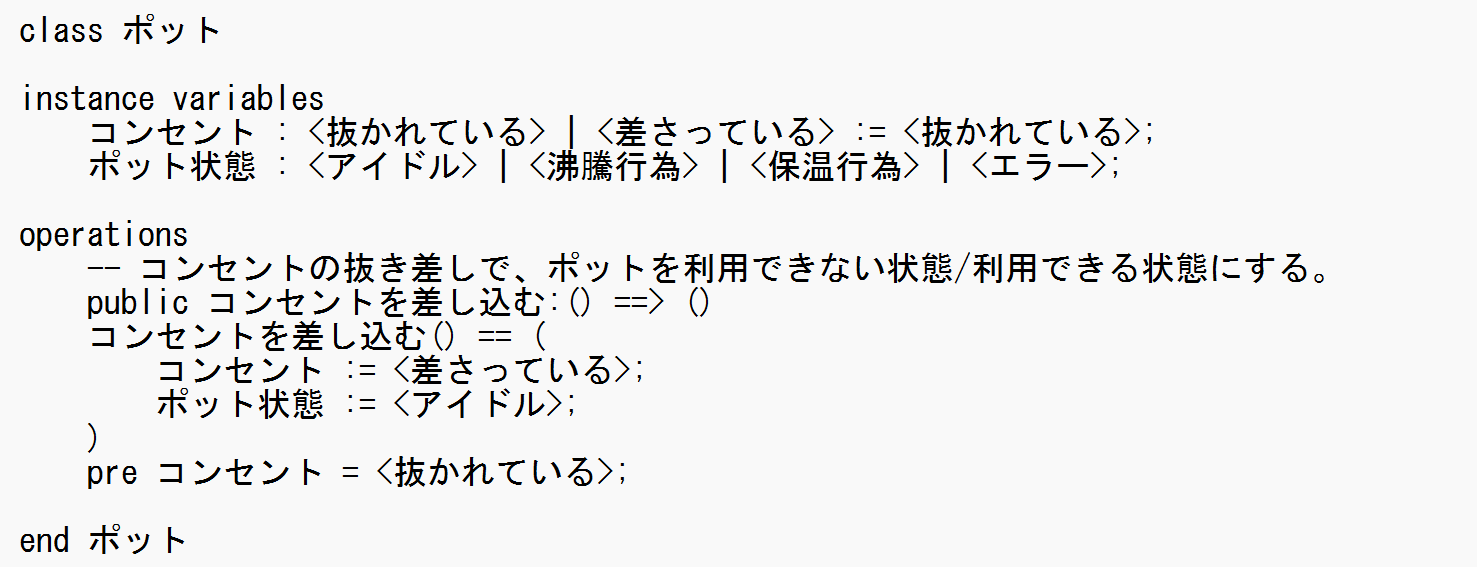 class ポット
instance variables
コンセント : <抜かれている> | <差さっている> := <抜かれている>;
ポット状態 : <アイドル> | <沸騰行為> | <保温行為> | <エラー>;
operations
-- コンセントの抜き差しで、ポットを利用できない状態/利用できる状態にする。
public コンセントを差し込む:() ==> ()
コンセントを差し込む() == (
コンセント := <差さっている>;
ポット状態 := <アイドル>;
)
pre コンセント = <抜かれている>;
end ポット